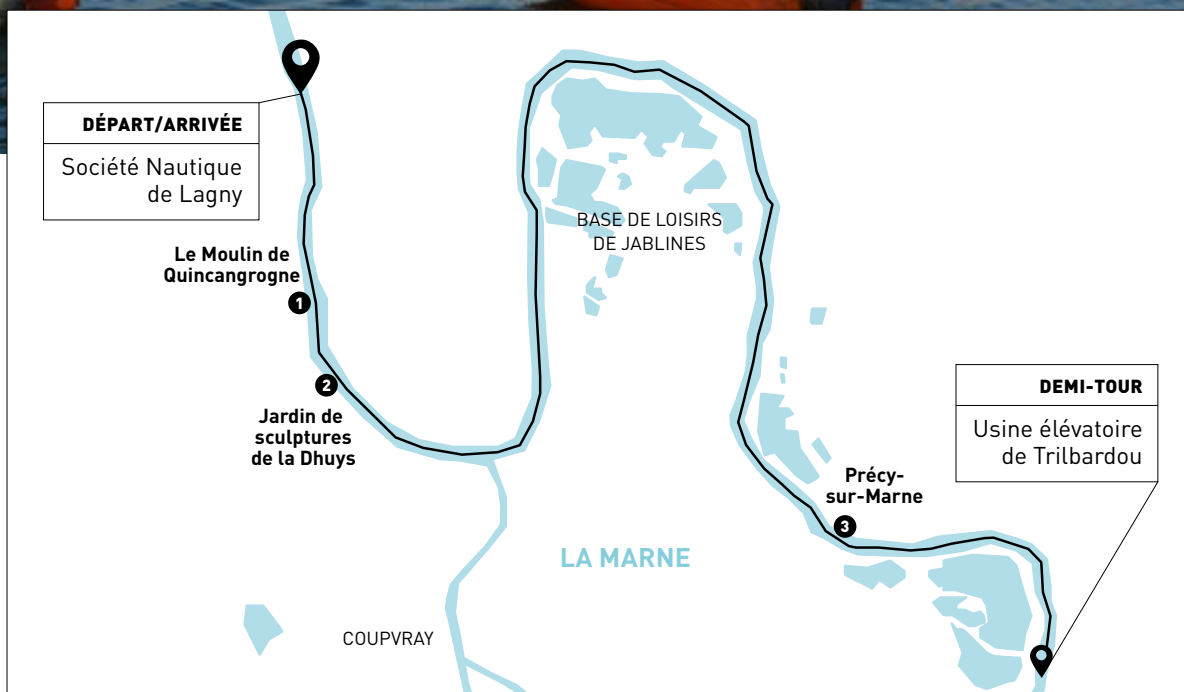 DÉPART/ARRIVÉE
Société Nautique
de Lagny
Le Moulin de
Quincangrogne
1
2
Jardin de
sculptures
de la Dhuys
BASE DE LOISIRS
DE JABLINES
DEMI-TOUR
Usine élévatoire
de Trilbardou
Précy-
sur-Marne
3
LA MARNE
COUPVRAY